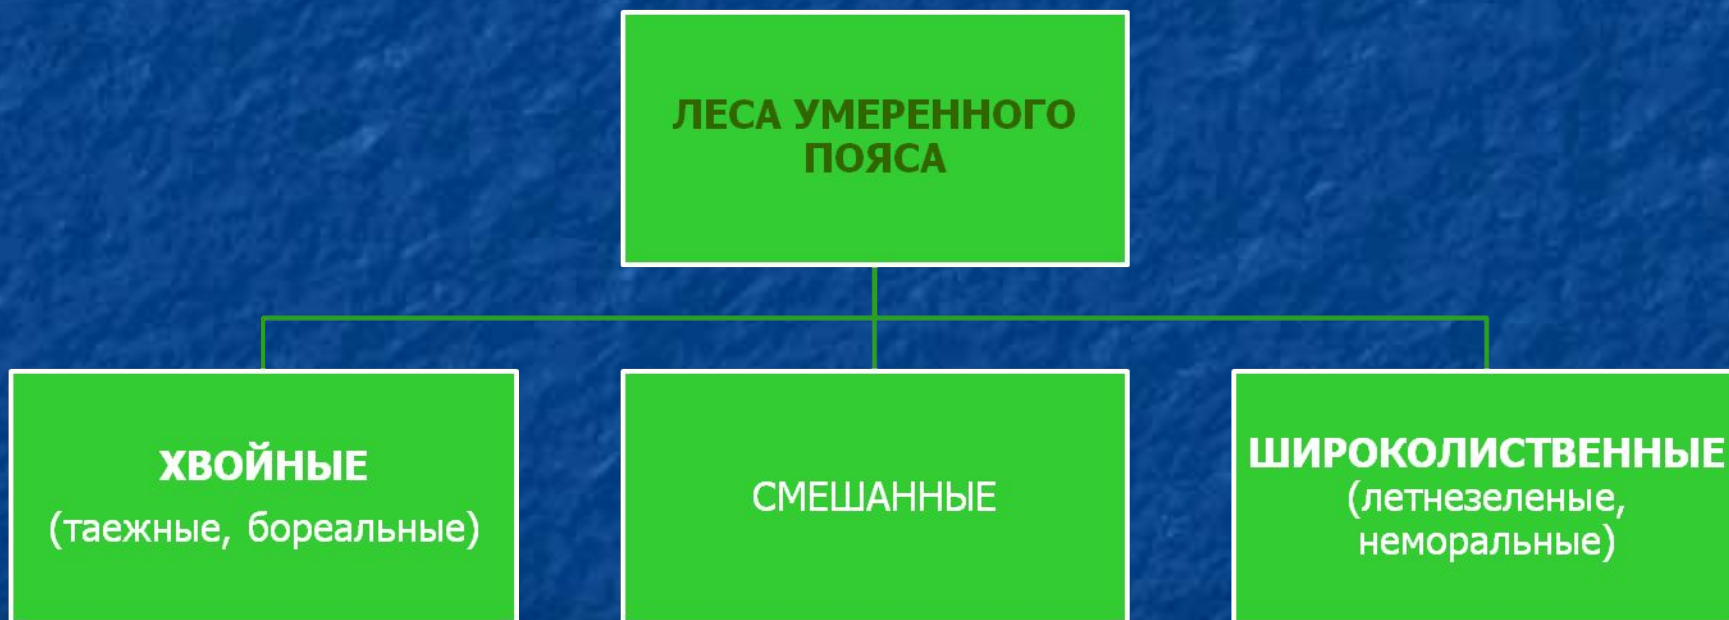 ЛЕСА УМЕРЕННОГО
ПОЯСА
ХВОЙНЫЕ
(таежные, бореальные)
СМЕШАННЫЕ
ШИРОКОЛИСТВЕННЫЕ
(летнезеленые,
неморальные)